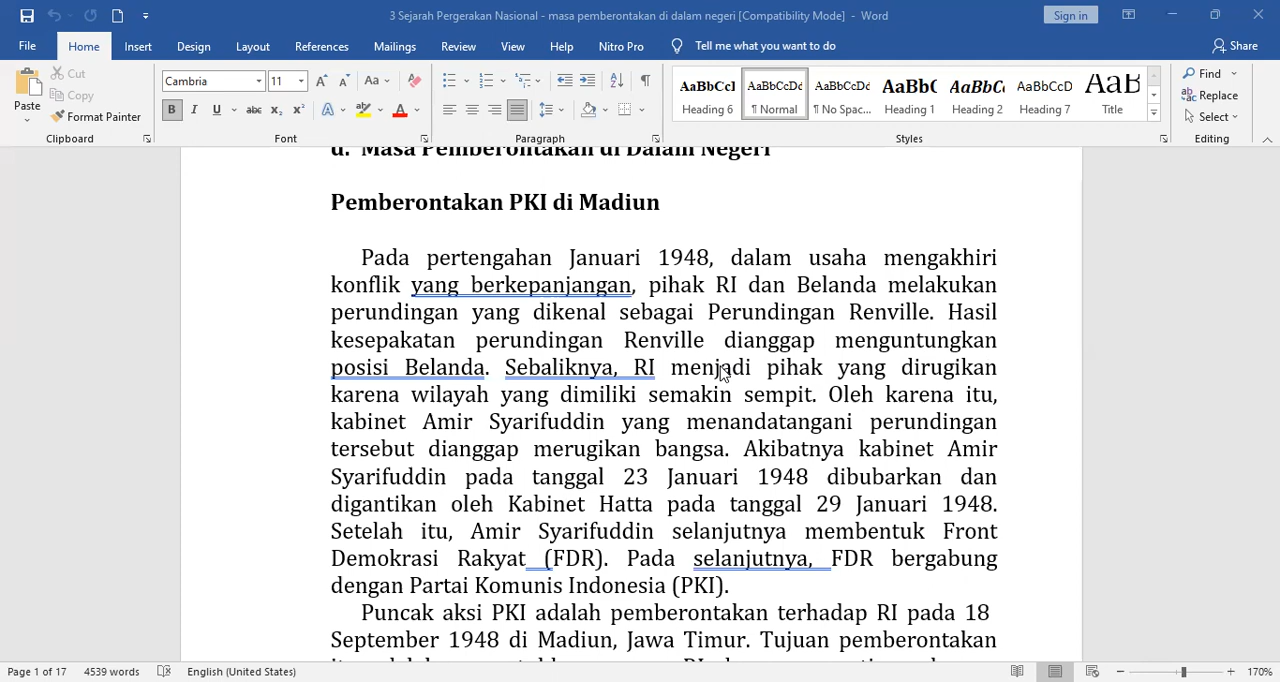 3 Sejarah Pergerakan Nasional - masa pemberontakan di dalam negeri [Compatibility Mode] - Word
Sign in
File Home Insert Design Layout References Mailings Review View Help Nitro Pro Tell me what you want to do Share
Paste
Cut
Copy
Format Painter
Clipboard
Cambria 11
Font
Paragraph
AaBbCcI Heading 6
AaBbCcDd ¶ Normal
AaBbCcDd ¶ No Spac...
AaBb( Heading 1
AaBbC Heading 2
AaBbCcD Heading 7
AaB Title
Styles
Find
Replace
Select
Editing
d. Masa Pemberontakan di Dalam Negeri
Pemberontakan PKI di Madiun
Pada pertengahan Januari 1948, dalam usaha mengakhiri
konflik yang berkepanjangan, pihak RI dan Belanda melakukan
perundingan yang dikenal sebagai Perundingan Renville. Hasil
kesepakatan perundingan Renville dianggap menguntungkan
posisi Belanda. Sebaliknya, RI menjadi pihak yang dirugikan
karena wilayah yang dimiliki semakin sempit. Oleh karena itu,
kabinet Amir Syarifuddin yang menandatangani perundingan
tersebut dianggap merugikan bangsa. Akibatnya kabinet Amir
Syarifuddin pada tanggal 23 Januari 1948 dibubarkan dan
digantikan oleh Kabinet Hatta pada tanggal 29 Januari 1948.
Setelah itu, Amir Syarifuddin selanjutnya membentuk Front
Demokrasi Rakyat (FDR). Pada selanjutnya, FDR bergabung
dengan Partai Komunis Indonesia (PKI).
Puncak aksi PKI adalah pemberontakan terhadap RI pada 18
September 1948 di Madiun, Jawa Timur. Tujuan pemberontakan
Page 1 of 17 4539 words English (United States) 170%